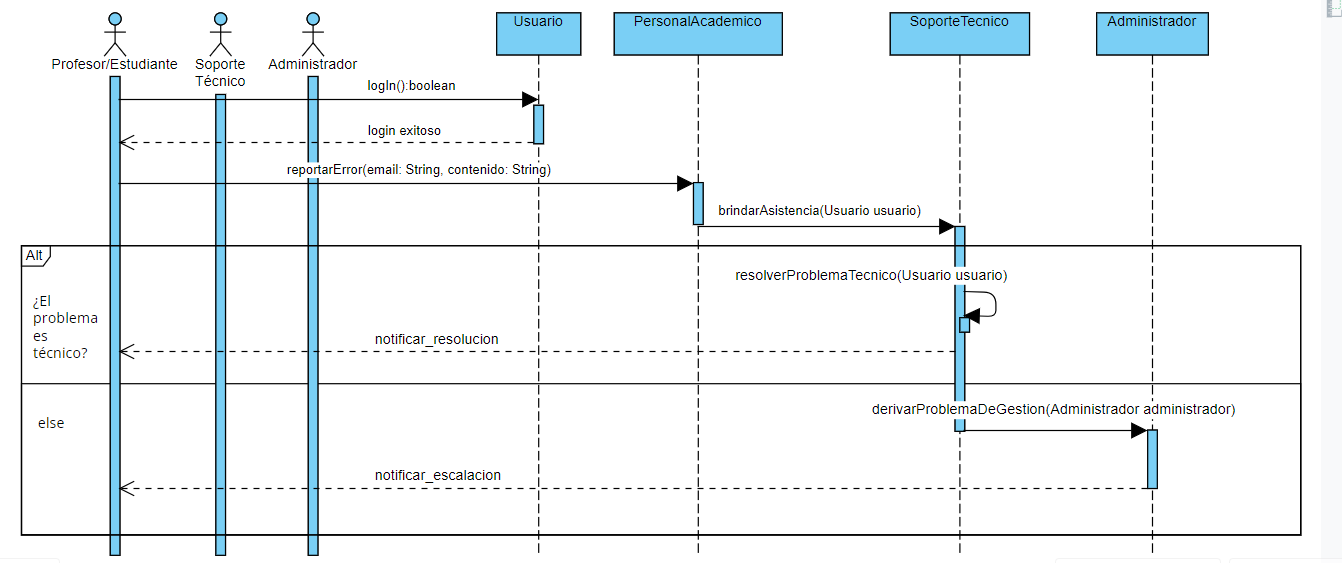 Usuario
PersonalAcademico
SoporteTecnico
Administrador
Profesor/Estudiante
Soporte
Técnico
Administrador
logIn():boolean
login exitoso
reportarError(email: String, contenido: String)
brindarAsistencia(Usuario usuario)
Alt
resolverProblemaTecnico(Usuario usuario)
¿El
problema
es
técnico?
notificar_resolucion
else
derivarProblemaDeGestion(Administrador administrador)
notificar_escalacion